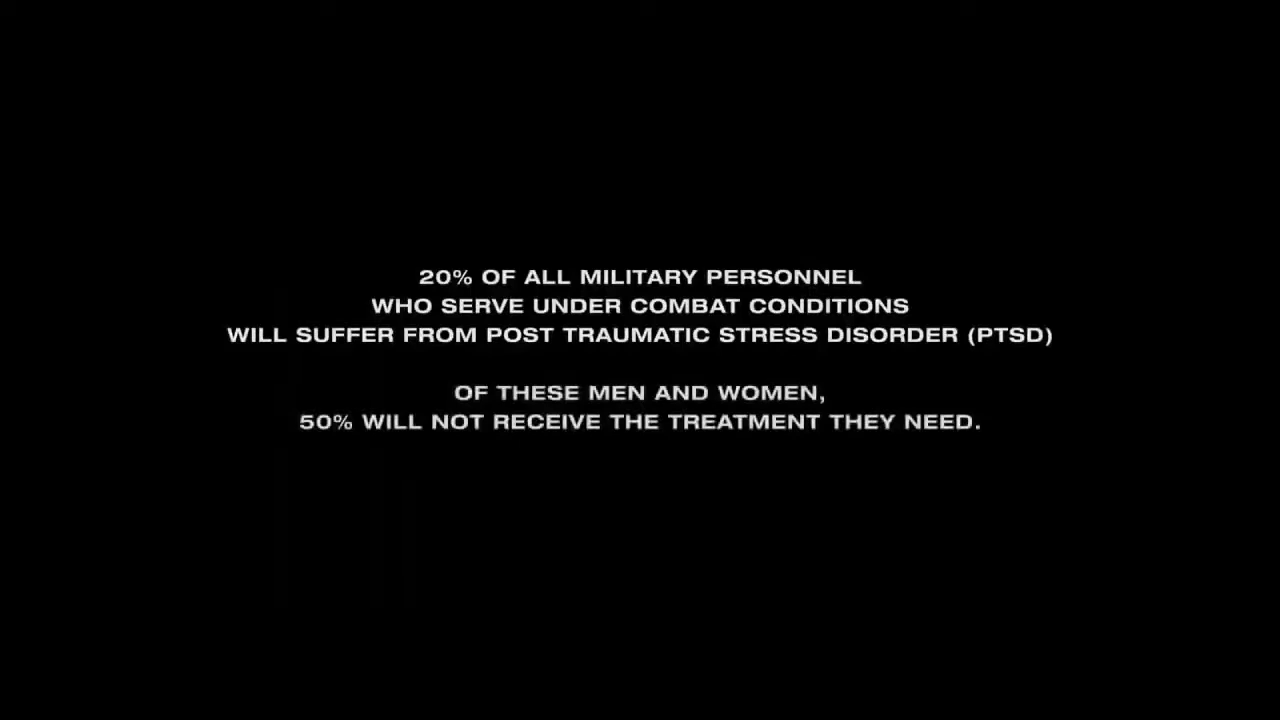 20% OF ALL MILITARY PERSONNEL
WHO SERVE UNDER COMBAT CONDITIONS
WILL SUFFER FROM POST TRAUMATIC STRESS DISORDER (PTSD)
OF THESE MEN AND WOMEN,
50% WILL NOT RECEIVE THE TREATMENT THEY NEED.